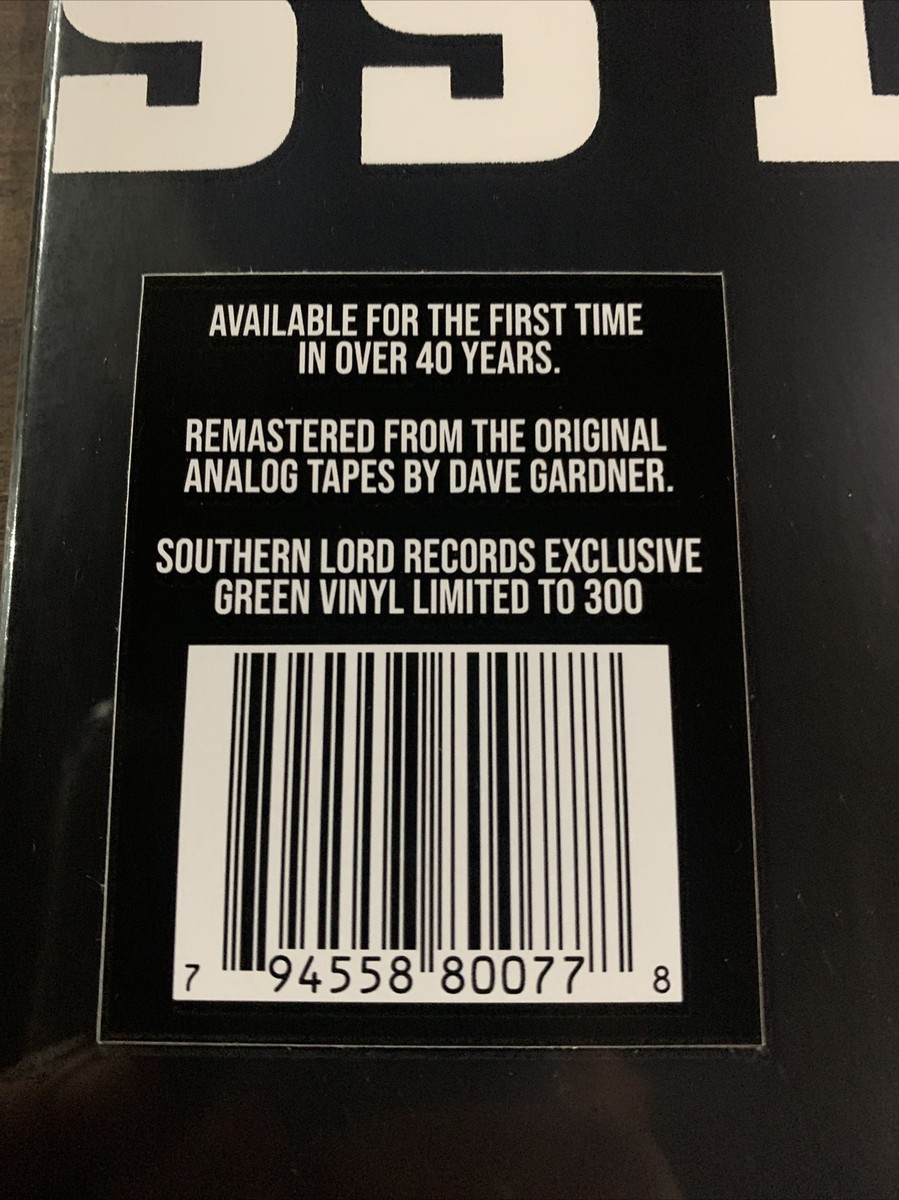 SS
AVAILABLE FOR THE FIRST TIME
IN OVER 40 YEARS.
REMASTERED FROM THE ORIGINAL
ANALOG TAPES BY DAVE GARDNER.
SOUTHERN LORD RECORDS EXCLUSIVE
GREEN VINYL LIMITED TO 300
7 94558 80077 8